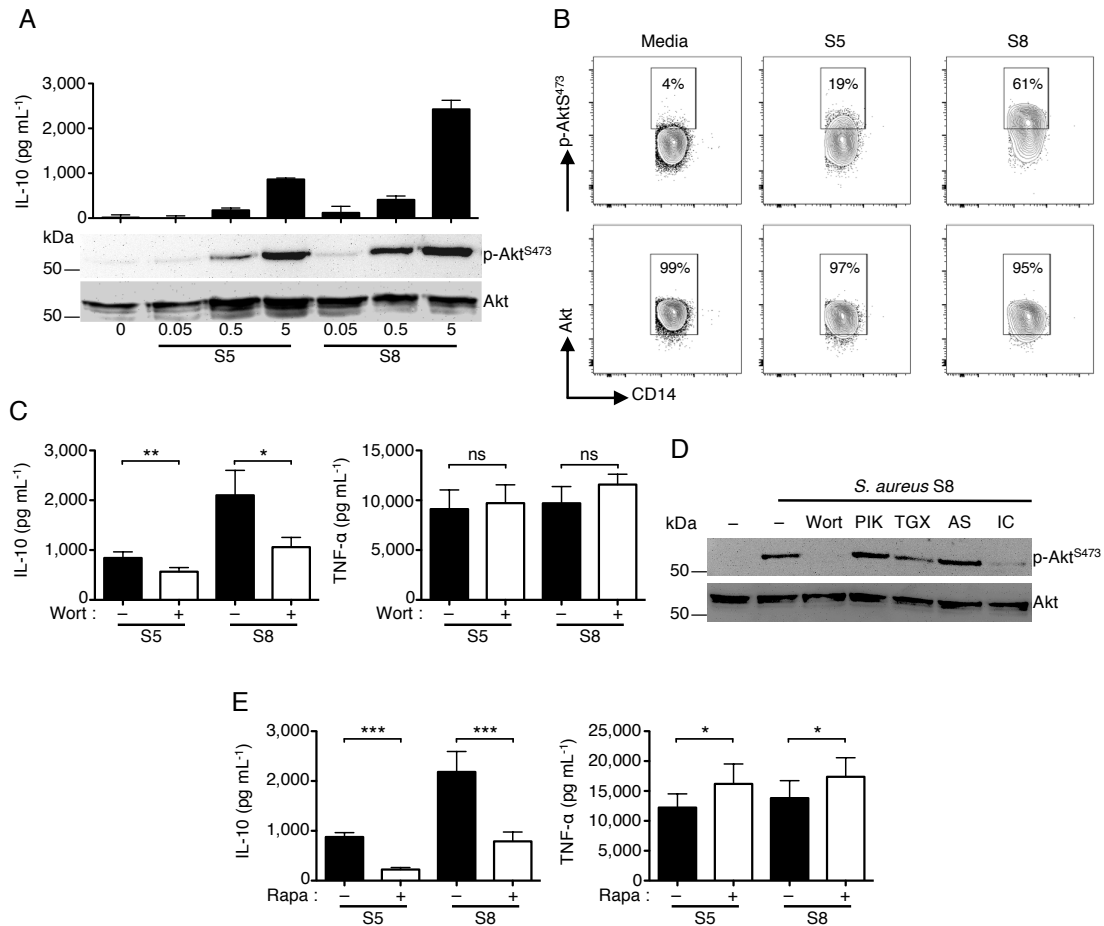 A
IL-10 (pg mL-1)
3,000
2,000
1,000
0
kDa
50
p-AktS473
50
Akt
0 0.05 0.5 5 0.05 0.5 5
S5 S8
B
Media S5 S8
p-AktS473
4% 19% 61%
Akt
99% 97% 95%
CD14
C
IL-10 (pg mL-1)
3,000
2,000
1,000
0
** *
Wort : – + – +
S5 S8
TNF-α (pg mL-1)
15,000
10,000
5,000
0
ns ns
– + – +
S5 S8
D
S. aureus S8
kDa – – Wort PIK TGX AS IC
50
p-AktS473
50
Akt
E
IL-10 (pg mL-1)
3,000
2,000
1,000
0
*** ***
Rapa : – + – +
S5 S8
TNF-α (pg mL-1)
25,000
20,000
15,000
10,000
5,000
0
* *
Rapa : – + – +
S5 S8